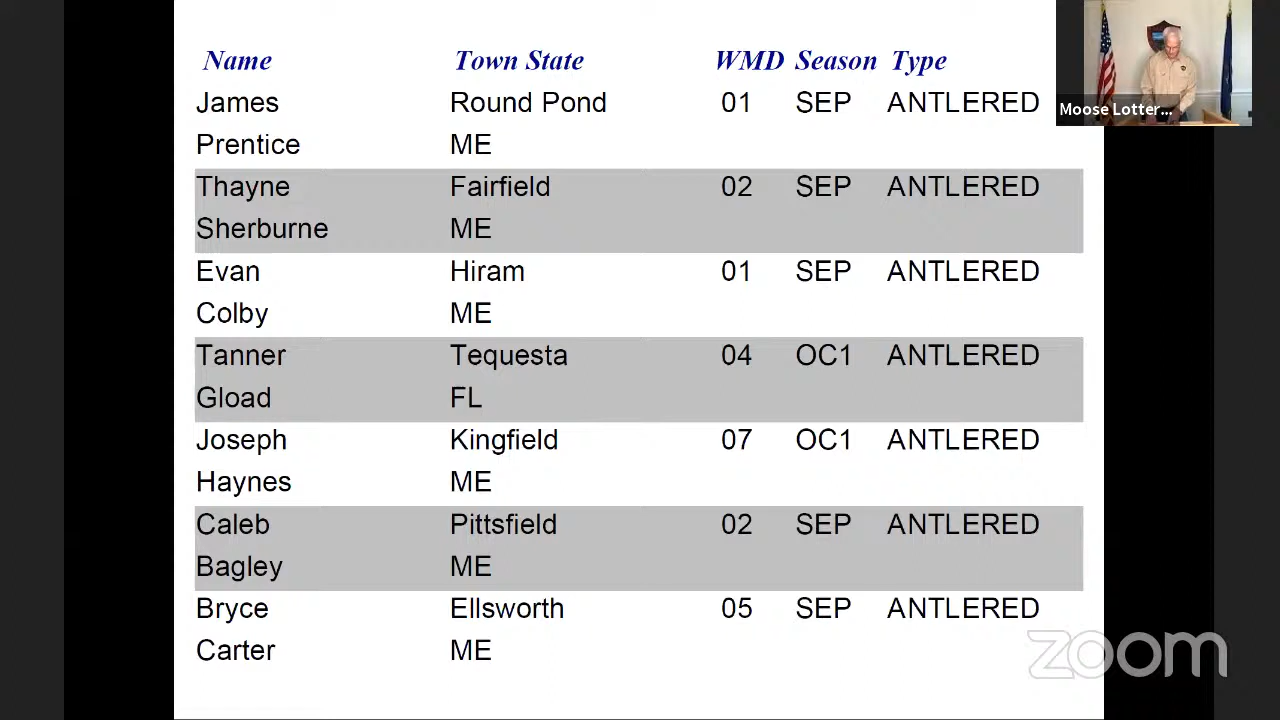 Name Town State WMD Season Type
James Round Pond 01 SEP ANTLERED
Prentice ME
Thayne Fairfield 02 SEP ANTLERED
Sherburne ME
Evan Hiram 01 SEP ANTLERED
Colby ME
Tanner Tequesta 04 OC1 ANTLERED
Gload FL
Joseph Kingfield 07 OC1 ANTLERED
Haynes ME
Caleb Pittsfield 02 SEP ANTLERED
Bagley ME
Bryce Ellsworth 05 SEP ANTLERED
Carter ME
Moose Lotter...
zoom